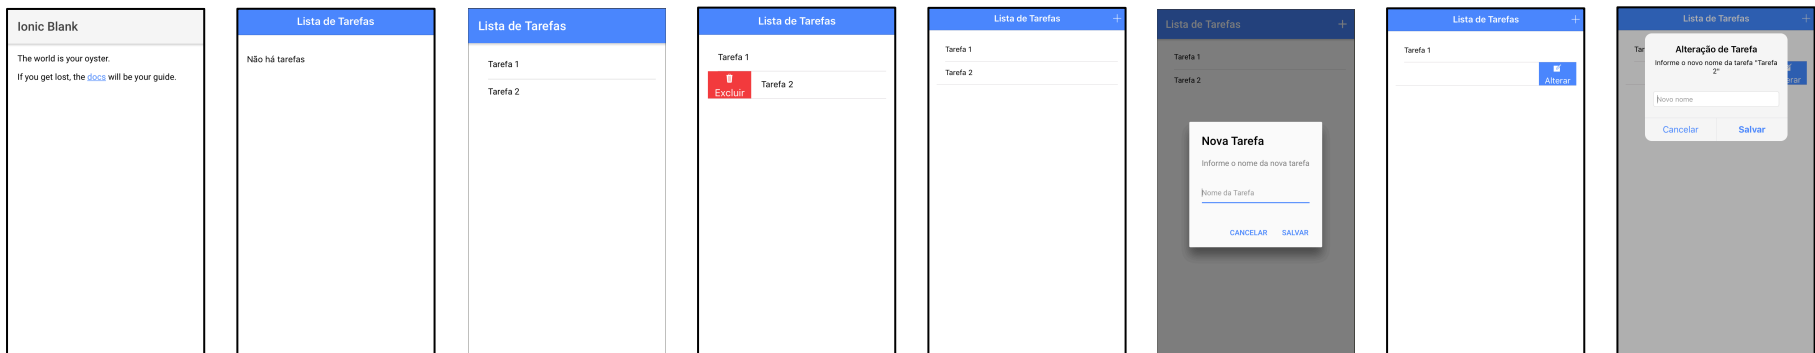 Ionic Blank
The world is your oyster.
If you get lost, the docs will be your guide.
Lista de Tarefas
Não há tarefas
Lista de Tarefas
Tarefa 1
Tarefa 2
Lista de Tarefas
Tarefa 1
Excluir
Tarefa 2
Lista de Tarefas
Tarefa 1
Tarefa 2
Lista de Tarefas
Tarefa 1
Tarefa 2
Nova Tarefa
Informe o nome da nova tarefa
Nome da Tarefa
CANCELAR SALVAR
Lista de Tarefas
Tarefa 1
Alterar
Lista de Tarefas
Tar
Alteração de Tarefa
Informe o novo nome da tarefa "Tarefa
2"
erar
Novo nome
Cancelar Salvar